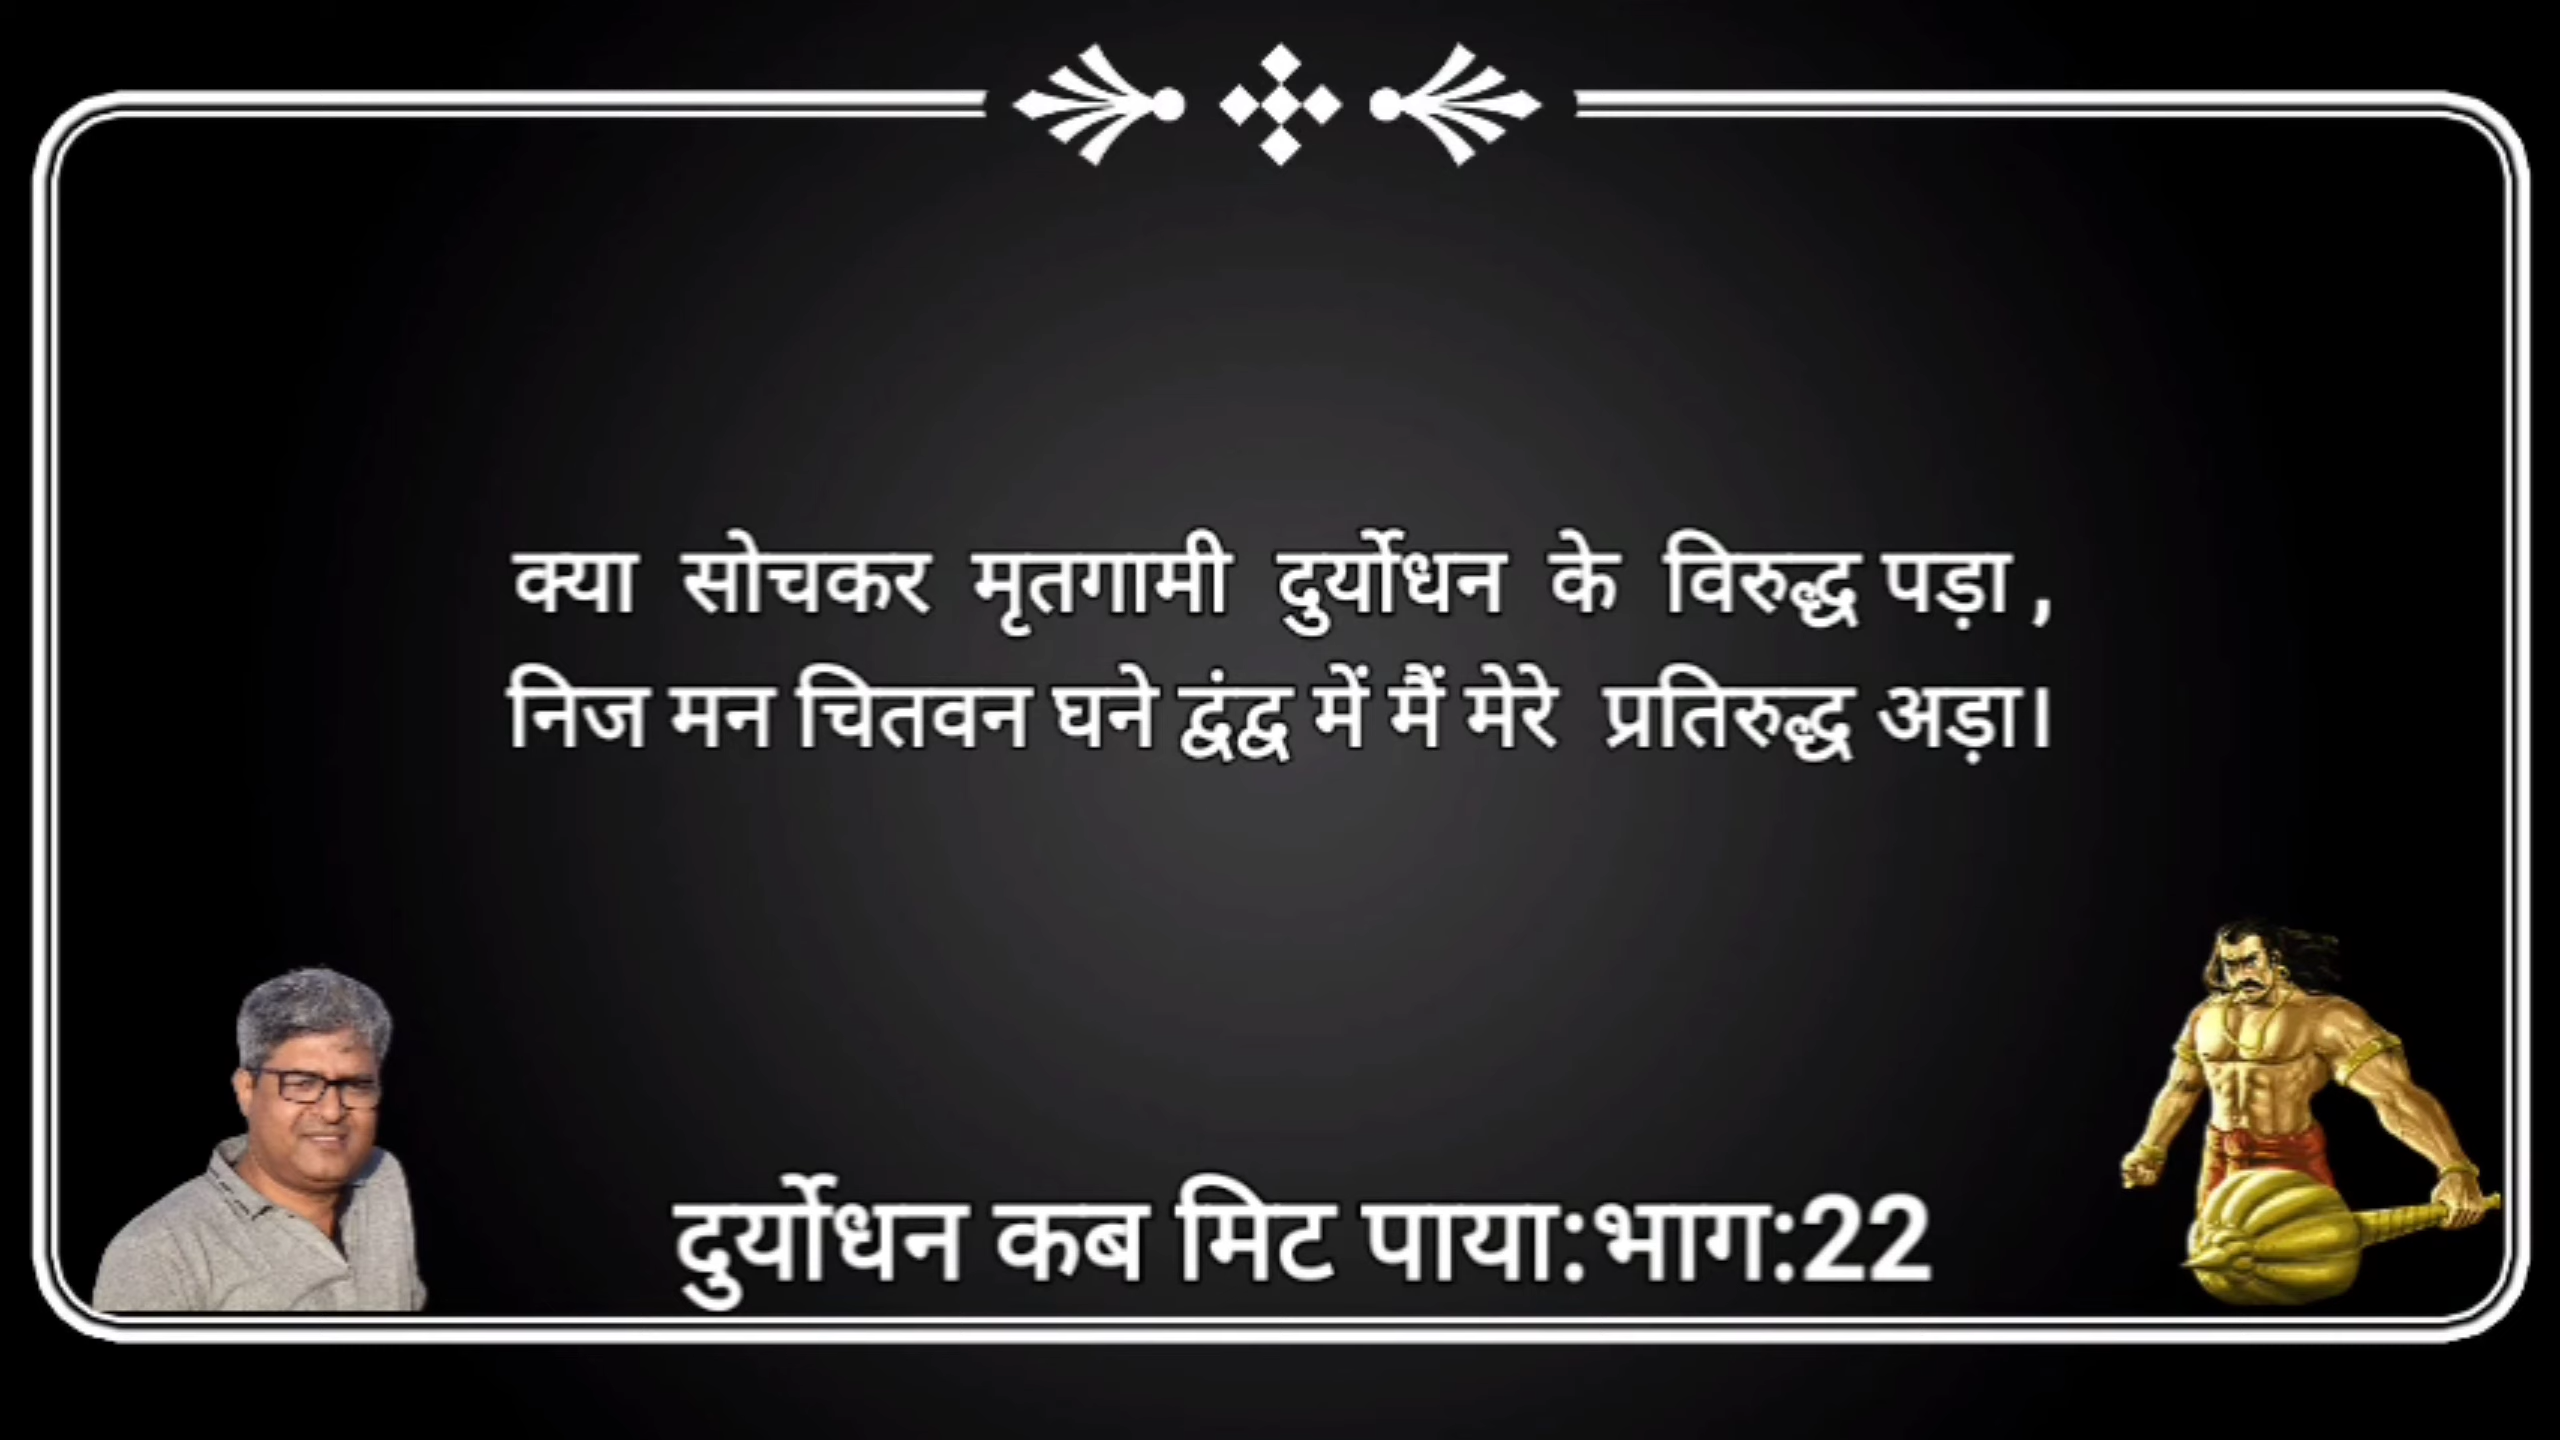 क्या सोचकर मृतगामी दुर्योधन के विरुद्ध पड़ा ,
निज मन चितवन घने द्वंद्व में मैं मेरे प्रतिरुद्ध अड़ा।
दुर्योधन कब मिट पाया:भाग:22